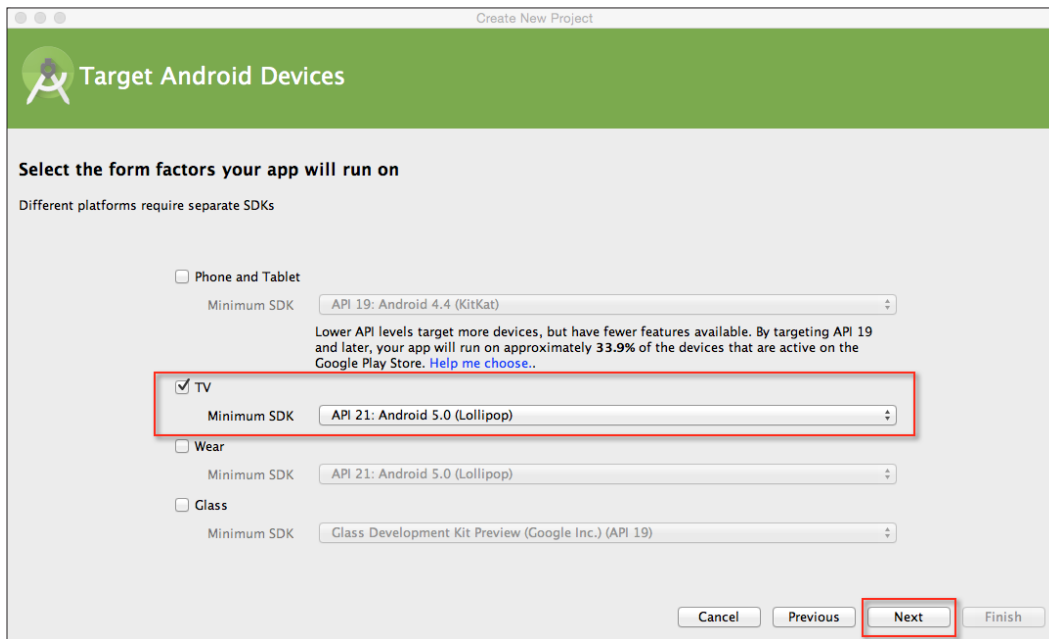 Create New Project
Target Android Devices
Select the form factors your app will run on
Different platforms require separate SDKs
Phone and Tablet
Minimum SDK API 19: Android 4.4 (KitKat)
Lower API levels target more devices, but have fewer features available. By targeting API 19
and later, your app will run on approximately 33.9% of the devices that are active on the
Google Play Store. Help me choose..
TV
Minimum SDK API 21: Android 5.0 (Lollipop)
Wear
Minimum SDK API 21: Android 5.0 (Lollipop)
Glass
Minimum SDK Glass Development Kit Preview (Google Inc.) (API 19)
Cancel Previous Next Finish